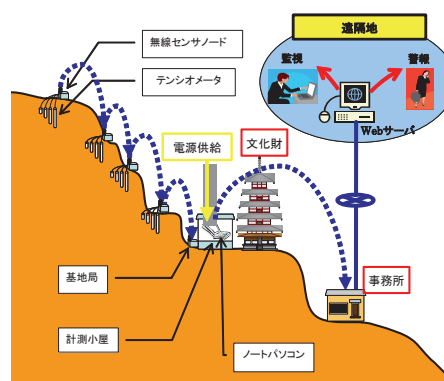 遠隔地
監視
警報
Webサーバ
無線センサノード
テンシオメータ
電源供給
文化財
基地局
計測小屋
ノートパソコン
事務所